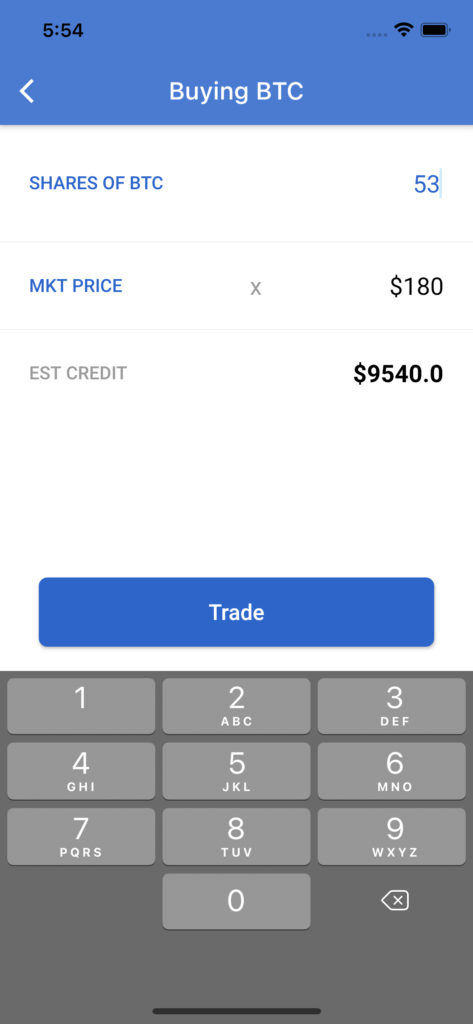 5:54
Buying BTC
SHARES OF BTC 53
MKT PRICE x $180
EST CREDIT $9540.0
Trade
1 2 3
ABC DEF
4 5 6
GHI JKL MNO
7 8 9
PQRS TUV WXYZ
0